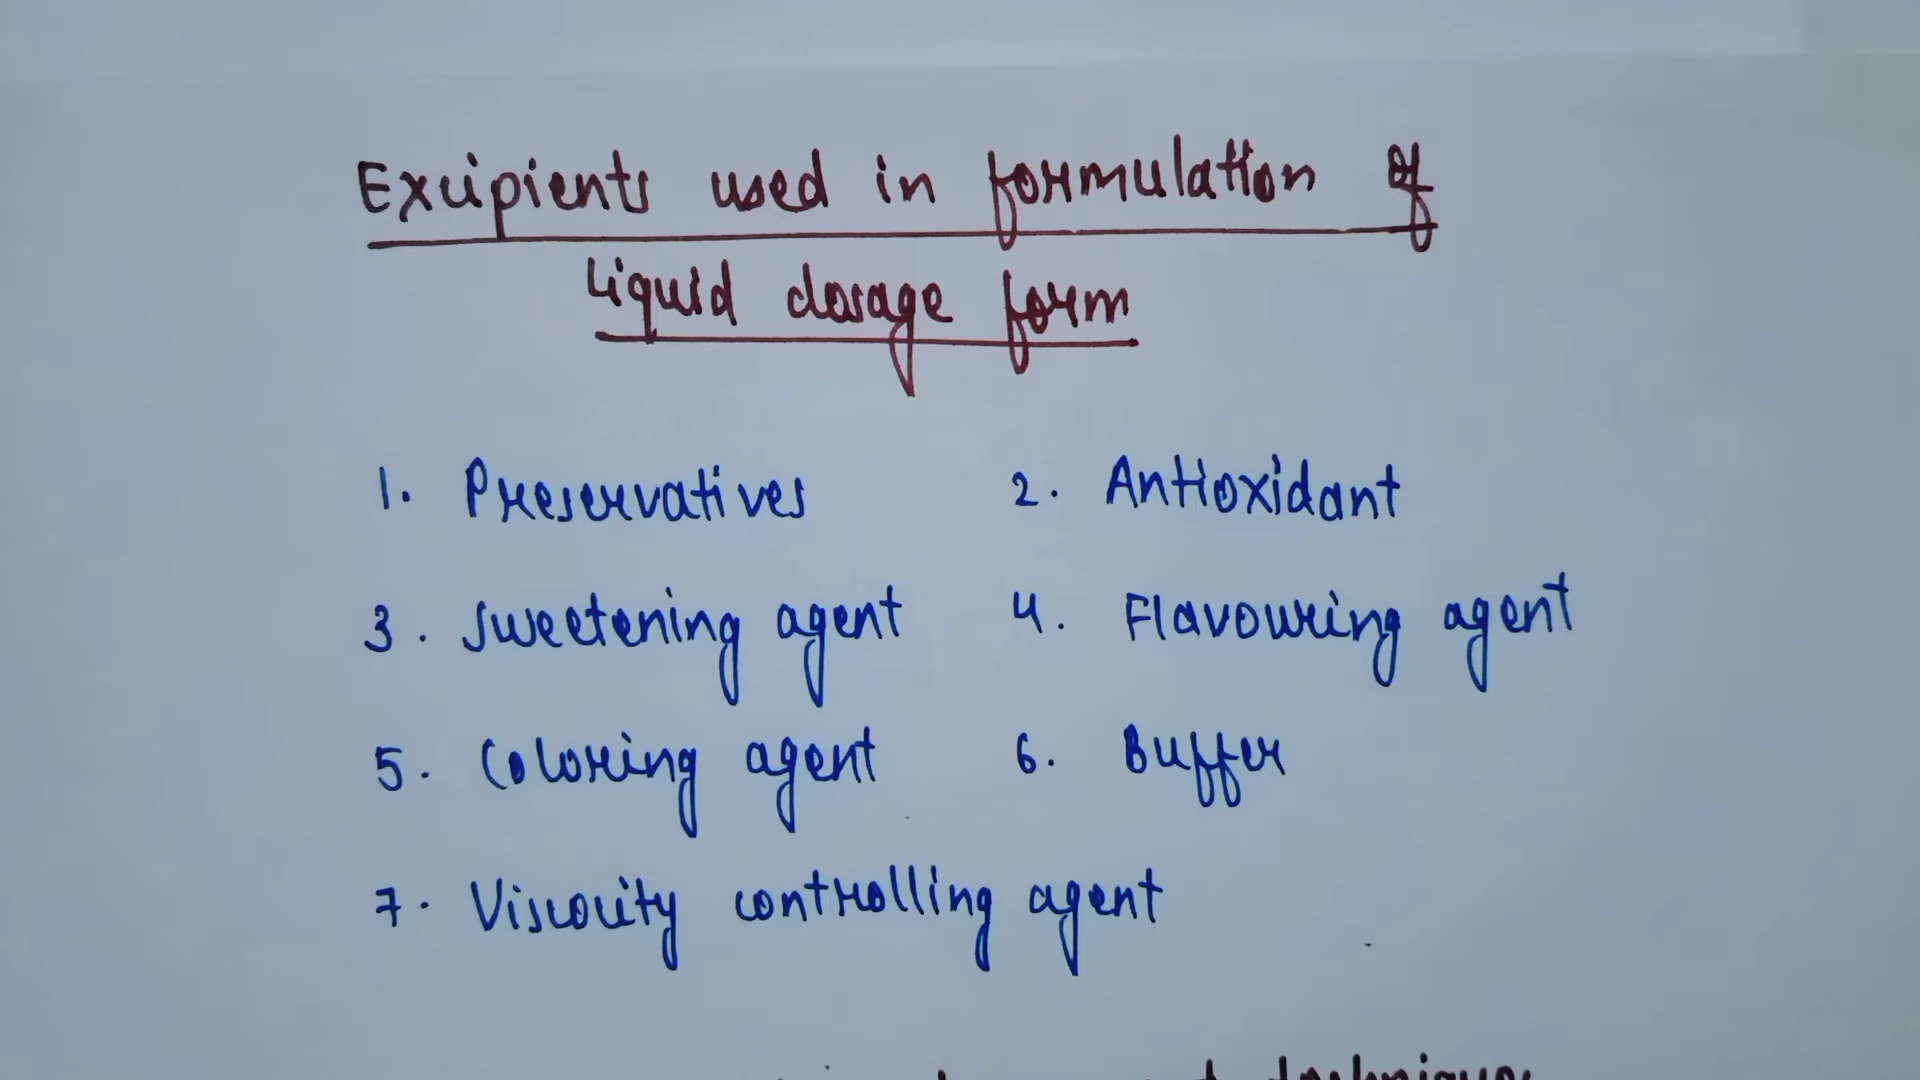 Excipients used in formulation of
liquid dosage form
1. Preservatives 2. Antioxidant
3. Sweetening agent 4. Flavouring agent
5. Coloring agent 6. Buffer
7. Viscosity controlling agent